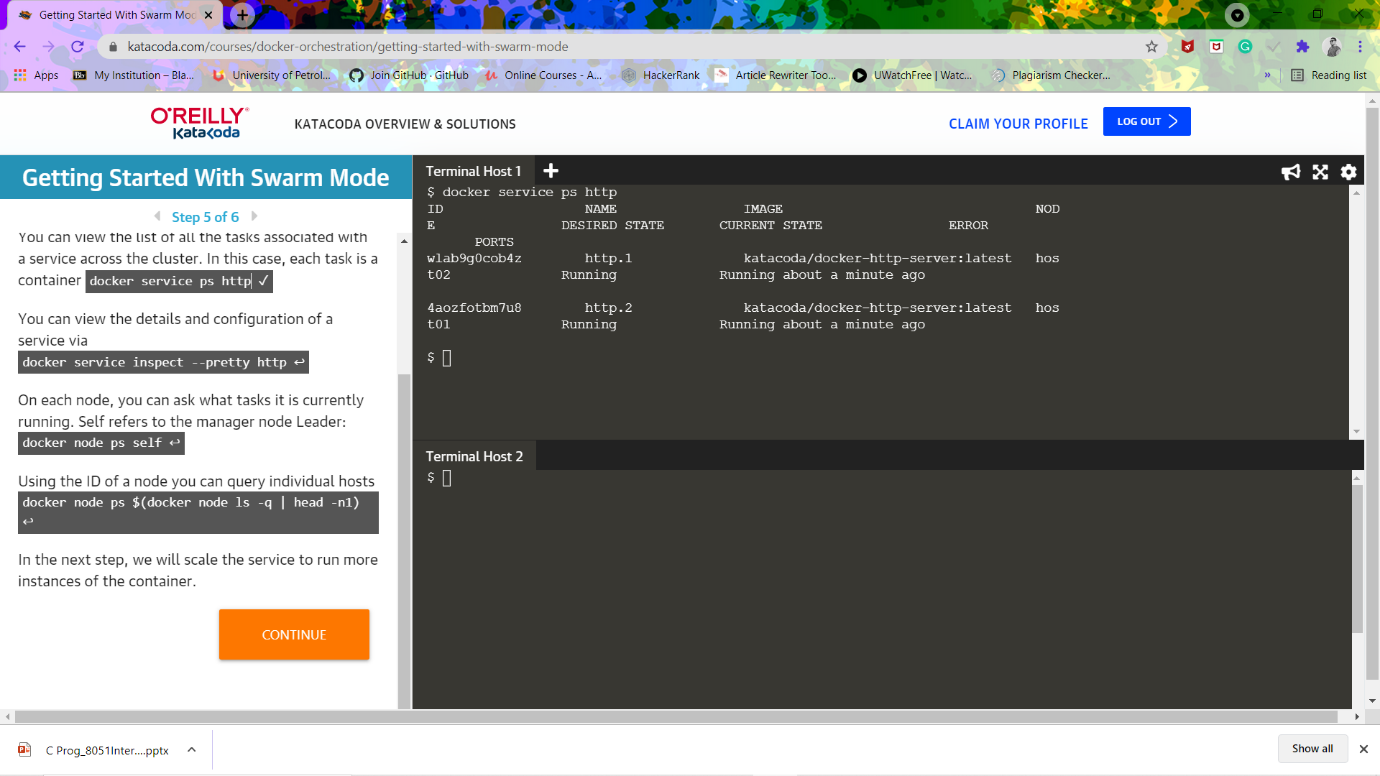 Getting Started With Swarm Mod
katacoda.com/courses/docker-orchestration/getting-started-with-swarm-mode
Apps
Bb
My Institution – Bla...
University of Petrol...
Join GitHub · GitHub
Online Courses - A...
HackerRank
Article Rewriter Too...
UWatchFree | Watc...
Plagiarism Checker...
»
Reading list
O'REILLY®
Katacoda
KATACODA OVERVIEW & SOLUTIONS
CLAIM YOUR PROFILE
LOG OUT
Getting Started With Swarm Mode
Step 5 of 6
You can view the list of all the tasks associated with
a service across the cluster. In this case, each task is a
container docker service ps http ✓
You can view the details and configuration of a
service via
docker service inspect --pretty http ↩
On each node, you can ask what tasks it is currently
running. Self refers to the manager node Leader:
docker node ps self ↩
Using the ID of a node you can query individual hosts
docker node ps $(docker node ls -q | head -n1)
↩
In the next step, we will scale the service to run more
instances of the container.
CONTINUE
Terminal Host 1
$ docker service ps http
ID NAME IMAGE NOD
E DESIRED STATE CURRENT STATE ERROR
PORTS
wlab9g0cob4z http.1 katacoda/docker-http-server:latest hos
t02 Running Running about a minute ago
4aozfotbm7u8 http.2 katacoda/docker-http-server:latest hos
t01 Running Running about a minute ago
$
Terminal Host 2
$
C Prog_8051Inter....pptx
Show all